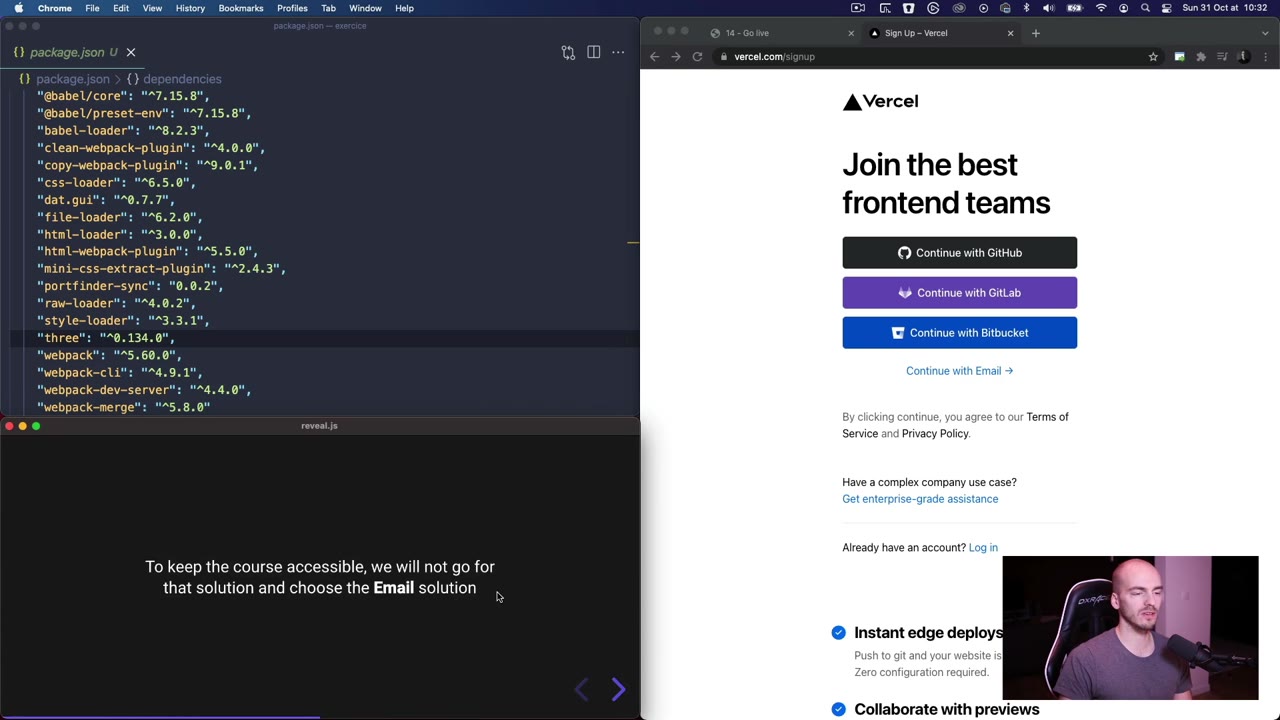 Chrome File Edit View History Bookmarks Profiles Tab Window Help
Sun 31 Oct at 10:32
package.json — exercice
{} package.json U
{} package.json > {} dependencies
"@babel/core": "^7.15.8",
"@babel/preset-env": "^7.15.8",
"babel-loader": "^8.2.3",
"clean-webpack-plugin": "^4.0.0",
"copy-webpack-plugin": "^9.0.1",
"css-loader": "^6.5.0",
"dat.gui": "^0.7.7",
"file-loader": "^6.2.0",
"html-loader": "^3.0.0",
"html-webpack-plugin": "^5.5.0",
"mini-css-extract-plugin": "^2.4.3",
"portfinder-sync": "0.0.2",
"raw-loader": "^4.0.2",
"style-loader": "^3.3.1",
"three": "^0.134.0",
"webpack": "^5.60.0",
"webpack-cli": "^4.9.1",
"webpack-dev-server": "^4.4.0",
"webpack-merge": "^5.8.0"
reveal.js
To keep the course accessible, we will not go for
that solution and choose the Email solution
14 - Go live
Sign Up – Vercel
vercel.com/signup
Vercel
Join the best
frontend teams
Continue with GitHub
Continue with GitLab
Continue with Bitbucket
Continue with Email →
By clicking continue, you agree to our Terms of
Service and Privacy Policy.
Have a complex company use case?
Get enterprise-grade assistance
Already have an account? Log in
Instant edge deploys
Push to git and your website is
Zero configuration required.
Collaborate with previews